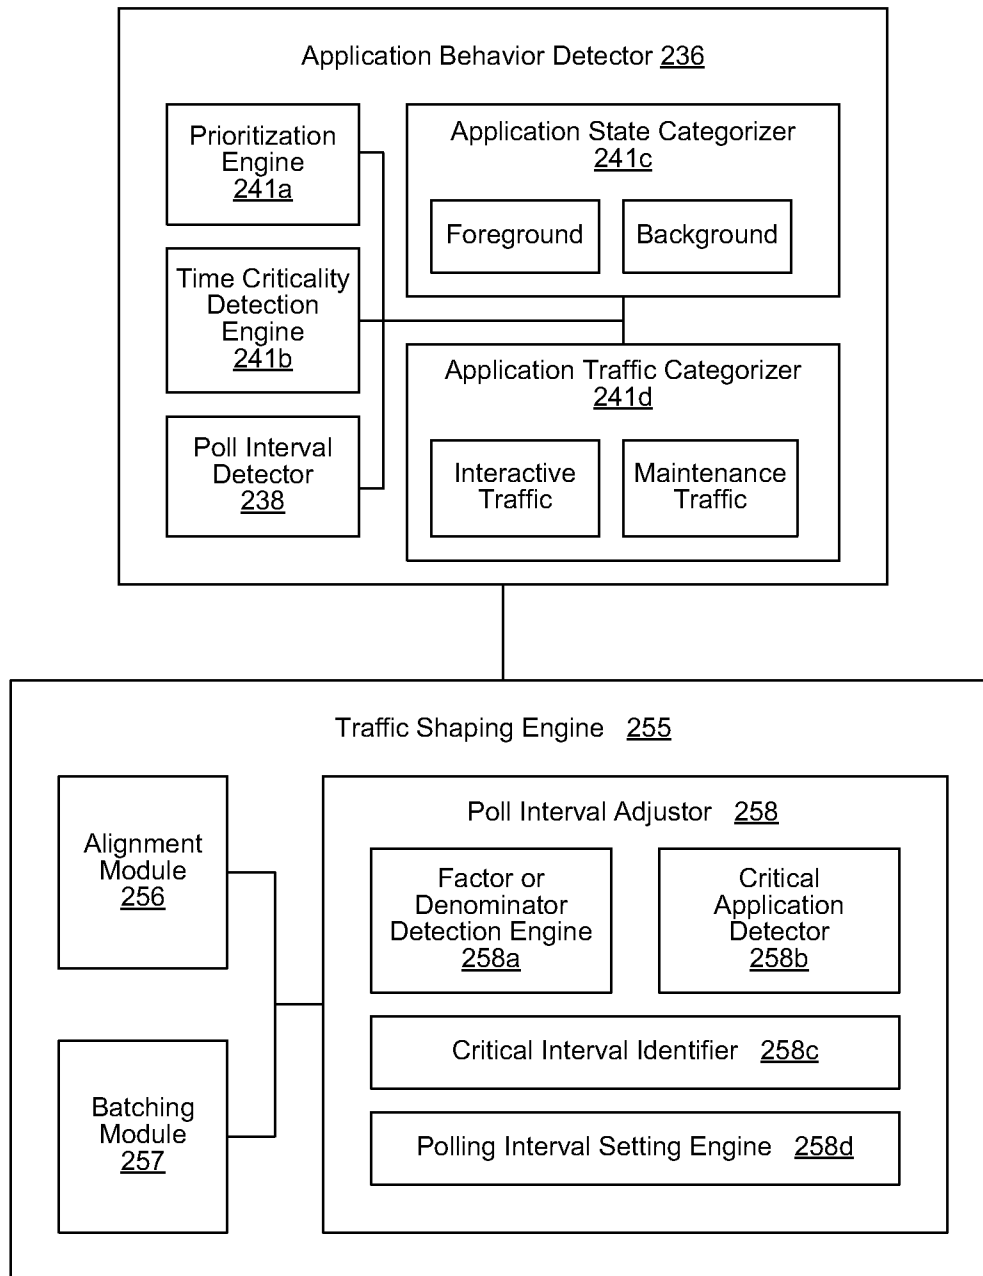 Application Behavior Detector 236
Prioritization
Engine
241a
Application State Categorizer
241c
Foreground
Background
Time Criticality
Detection
Engine
241b
Application Traffic Categorizer
241d
Interactive
Traffic
Maintenance
Traffic
Poll Interval
Detector
238
Traffic Shaping Engine 255
Alignment
Module
256
Poll Interval Adjustor 258
Factor or
Denominator
Detection Engine
258a
Critical
Application
Detector
258b
Critical Interval Identifier 258c
Batching
Module
257
Polling Interval Setting Engine 258d